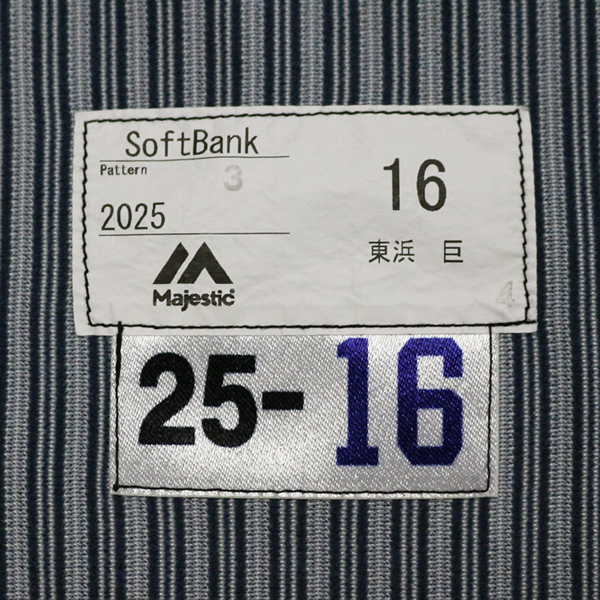 SoftBank
Pattern
3
2025
16
東浜 巨
Majestic
4
25-16